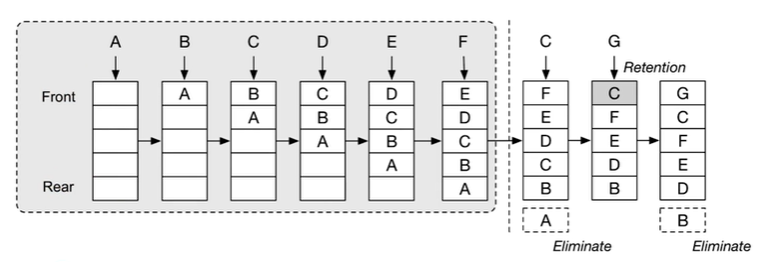 A B C D E F C G
Retention
Front A B C D E F C G
A B C D E F C
A B C D E F
A B C D E
Rear A B B D
A B
Eliminate Eliminate